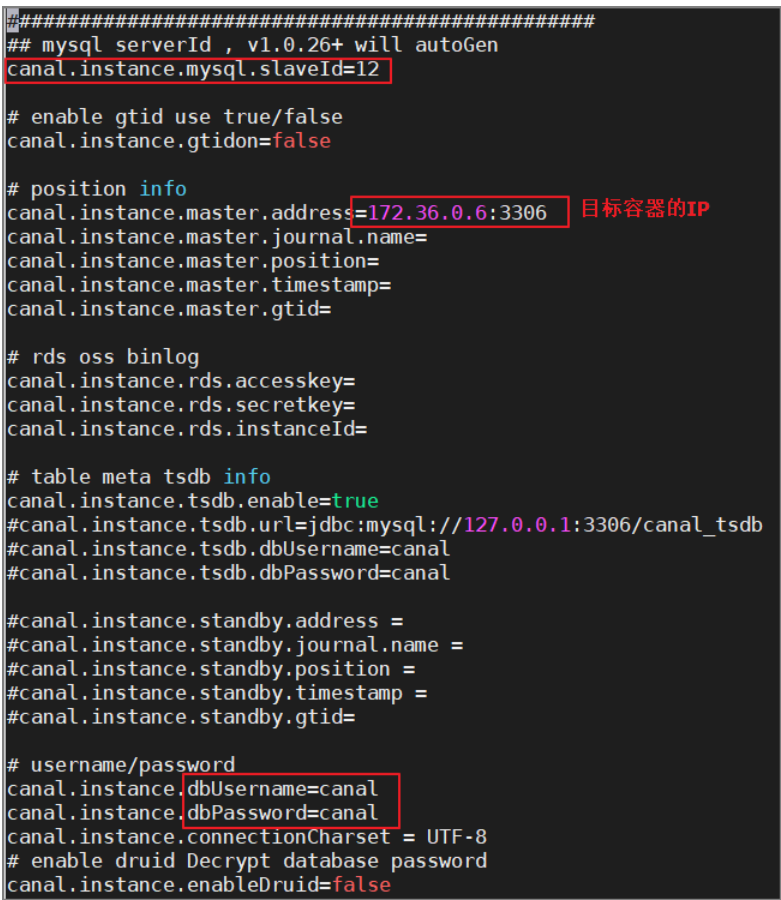 #################################################
## mysql serverId , v1.0.26+ will autoGen
canal.instance.mysql.slaveId=12
# enable gtid use true/false
canal.instance.gtidon=false
# position info
canal.instance.master.address=172.36.0.6:3306 目标容器的IP
canal.instance.master.journal.name=
canal.instance.master.position=
canal.instance.master.timestamp=
canal.instance.master.gtid=
# rds oss binlog
canal.instance.rds.accesskey=
canal.instance.rds.secretkey=
canal.instance.rds.instanceId=
# table meta tsdb info
canal.instance.tsdb.enable=true
#canal.instance.tsdb.url=jdbc:mysql://127.0.0.1:3306/canal_tsdb
#canal.instance.tsdb.dbUsername=canal
#canal.instance.tsdb.dbPassword=canal
#canal.instance.standby.address =
#canal.instance.standby.journal.name =
#canal.instance.standby.position =
#canal.instance.standby.timestamp =
#canal.instance.standby.gtid=
# username/password
canal.instance.dbUsername=canal
canal.instance.dbPassword=canal
canal.instance.connectionCharset = UTF-8
# enable druid Decrypt database password
canal.instance.enableDruid=false